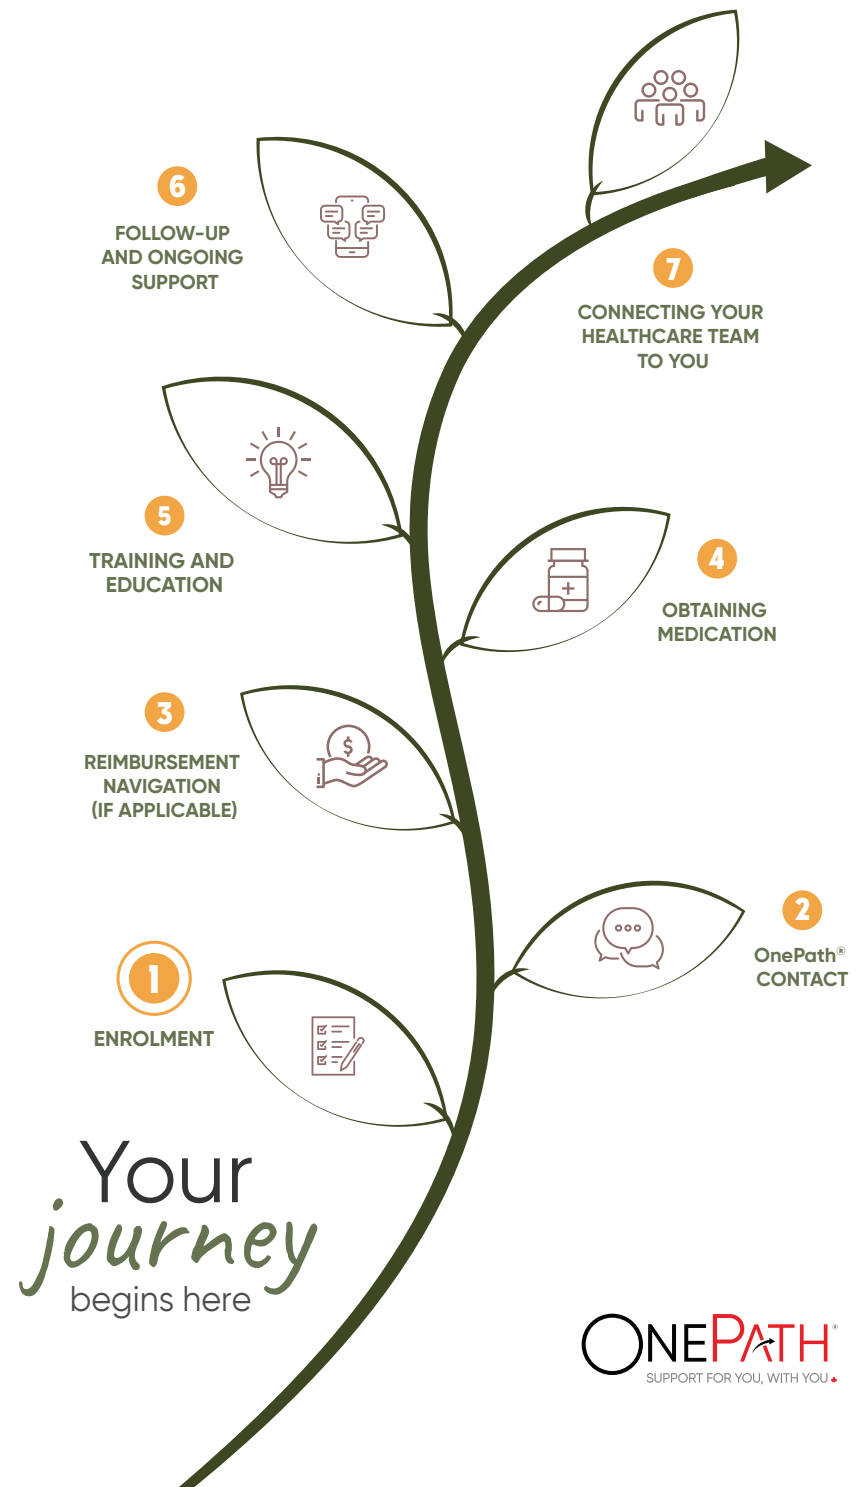 Your
journey
begins here
1
ENROLMENT
2
OnePath®
CONTACT
3
REIMBURSEMENT
NAVIGATION
(IF APPLICABLE)
4
OBTAINING
MEDICATION
5
TRAINING AND
EDUCATION
6
FOLLOW-UP
AND ONGOING
SUPPORT
7
CONNECTING YOUR
HEALTHCARE TEAM
TO YOU
$
ONEPATH®
SUPPORT FOR YOU, WITH YOU